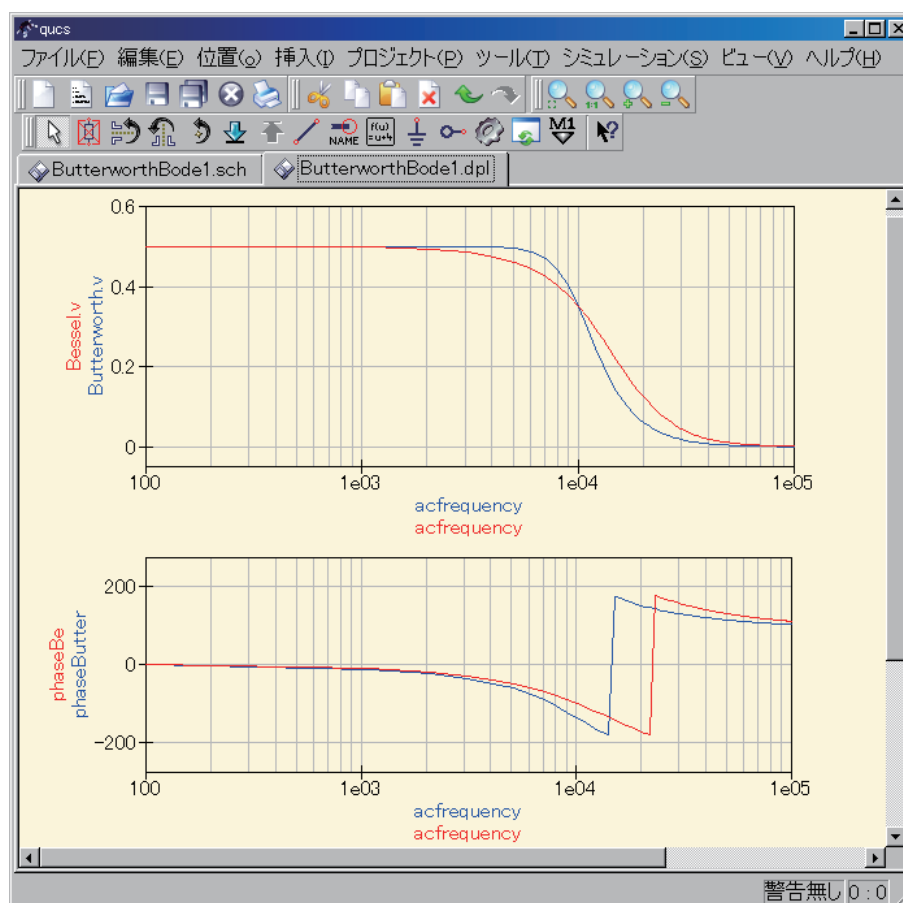 *qucs
ファイル(F) 編集(E) 位置(o) 挿入(I) プロジェクト(P) ツール(T) シミュレーション(S) ビュー(V) ヘルプ(H)
1:1
NAME f(u)=u+4 M1 ?
ButterworthBode1.sch ButterworthBode1.dpl
0.6
0.4
0.2
0
Bessel.v
Butterworth.v
100 1e03 1e04 1e05
acfrequency
acfrequency
200
0
-200
phaseBe
phaseButter
100 1e03 1e04 1e05
acfrequency
acfrequency
警告無し 0 : 0